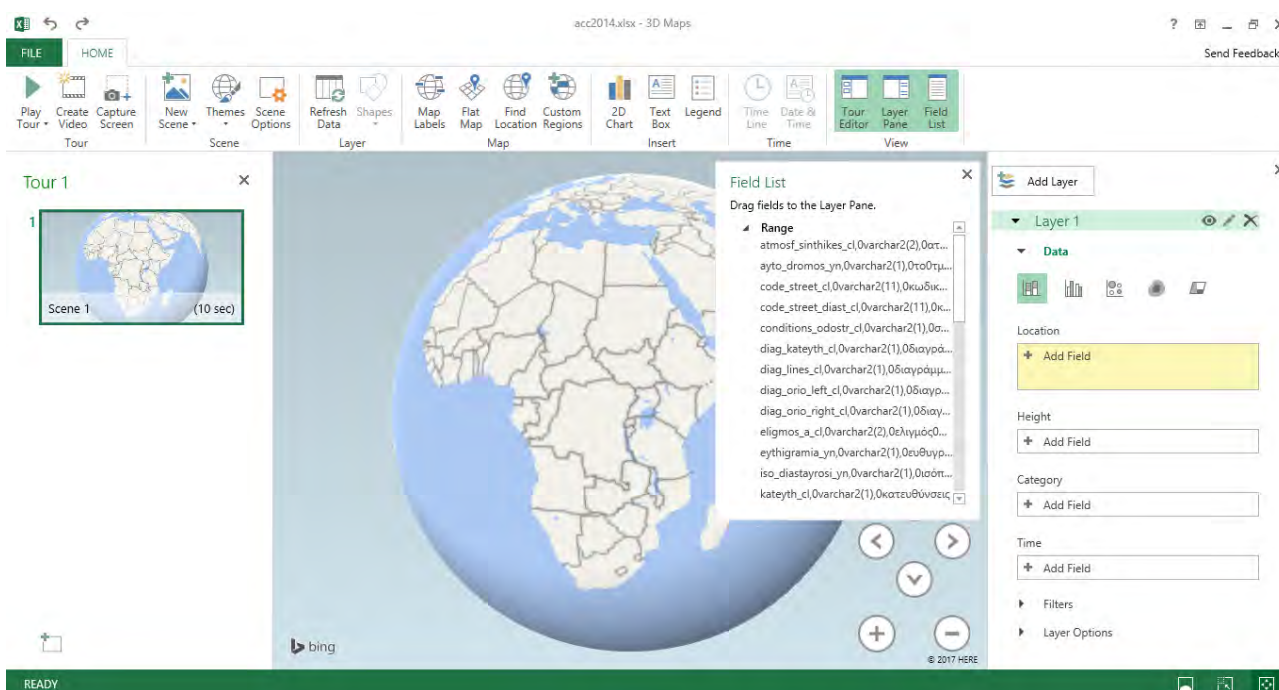 acc2014.xlsx - 3D Maps
?
FILE
HOME
Send Feedback
Play Tour
Create Video
Capture Screen
New Scene
Themes
Scene Options
Refresh Data
Shapes
Map Labels
Flat Map
Find Location
Custom Regions
2D Chart
Text Box
Legend
Time Line
Date & Time
Tour Editor
Layer Pane
Field List
Tour
Scene
Layer
Map
Insert
Time
View
Tour 1
1
Scene 1
(10 sec)
Field List
Drag fields to the Layer Pane.
Range
atmosf_sinthikes_cl,0varchar2(2),0ατ...
ayto_dromos_yn,0varchar2(1),0το0τμ...
code_street_cl,0varchar2(11),0κωδικ...
code_street_diast_cl,0varchar2(11),0κ...
conditions_odostr_cl,0varchar2(1),0σ...
diag_kateyth_cl,0varchar2(1),0διαγρά...
diag_lines_cl,0varchar2(1),0διαγράμμ...
diag_orio_left_cl,0varchar2(1),0διαγρ...
diag_orio_right_cl,0varchar2(1),0διαγ...
eligmos_a_cl,0varchar2(2),0ελιγμός0...
eythigramia_yn,0varchar2(1),0ευθυγρ...
iso_diastayrosi_yn,0varchar2(1),0ισόπ...
kateyth_cl,0varchar2(1),0κατευθύνσεις
bing
© 2017 HERE
Add Layer
Layer 1
Data
Location
Add Field
Height
Add Field
Category
Add Field
Time
Add Field
Filters
Layer Options
READY